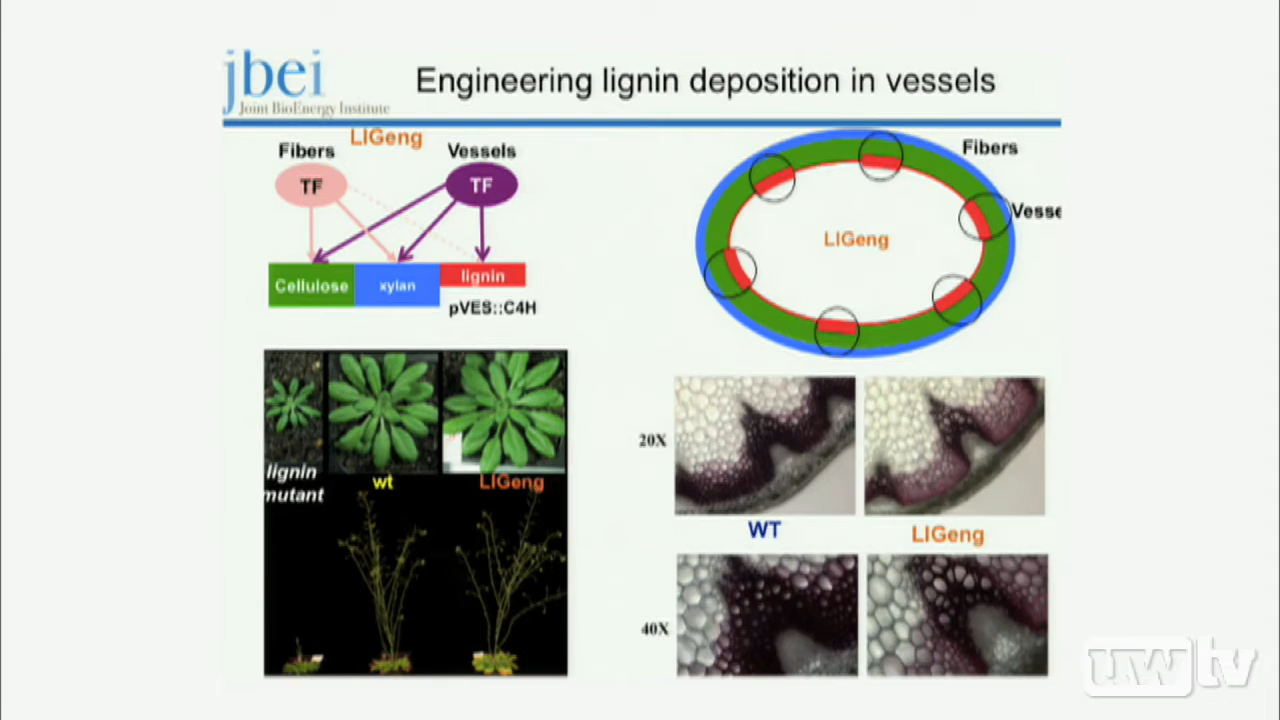 jbei
Joint BioEnergy Institute
Engineering lignin deposition in vessels
LIGeng
Fibers
Vessels
TF
TF
Cellulose
xylan
lignin
pVES::C4H
Fibers
Vesse
LIGeng
lignin
mutant
wt
LIGeng
20X
WT
LIGeng
40X
uwtv